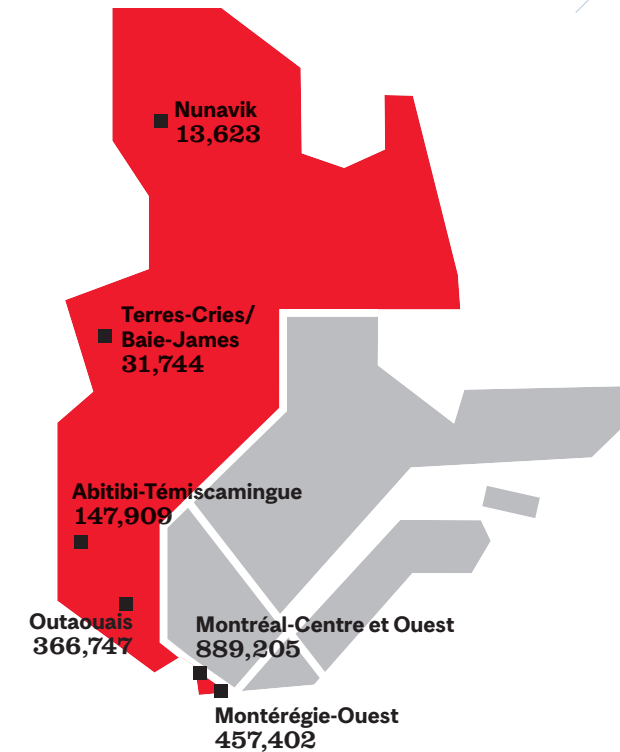 Nunavik
13,623
Terres-Cries/
Baie-James
31,744
Abitibi-Témiscamingue
147,909
Outaouais
366,747
Montréal-Centre et Ouest
889,205
Montérégie-Ouest
457,402